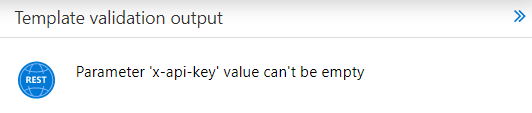 Template validation output
REST
Parameter 'x-api-key' value can't be empty